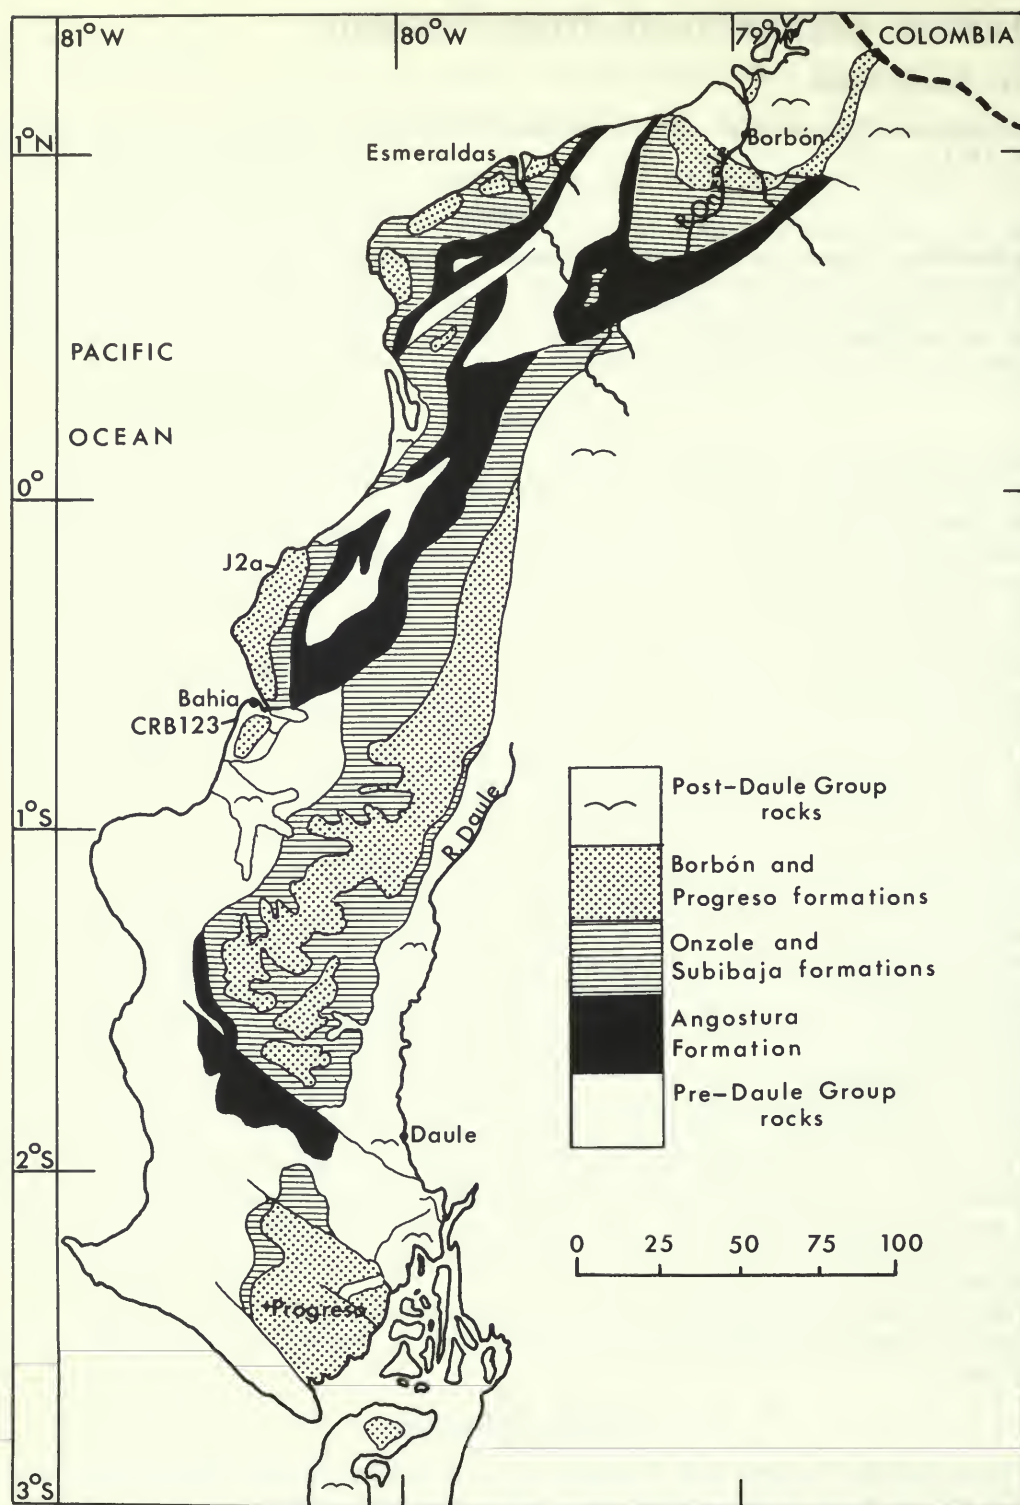 81°W
80°W
79°W
COLOMBIA
1°N
Esmeraldas
Borbón
R. Onzole
PACIFIC
OCEAN
0°
J2a
Bahia
CRB123
1°S
R. Daule
Post-Daule Group
rocks
Borbón and
Progreso formations
Onzole and
Subibaja formations
Angostura
Formation
Pre-Daule Group
rocks
Daule
2°S
0 25 50 75 100
Progreso
3°S